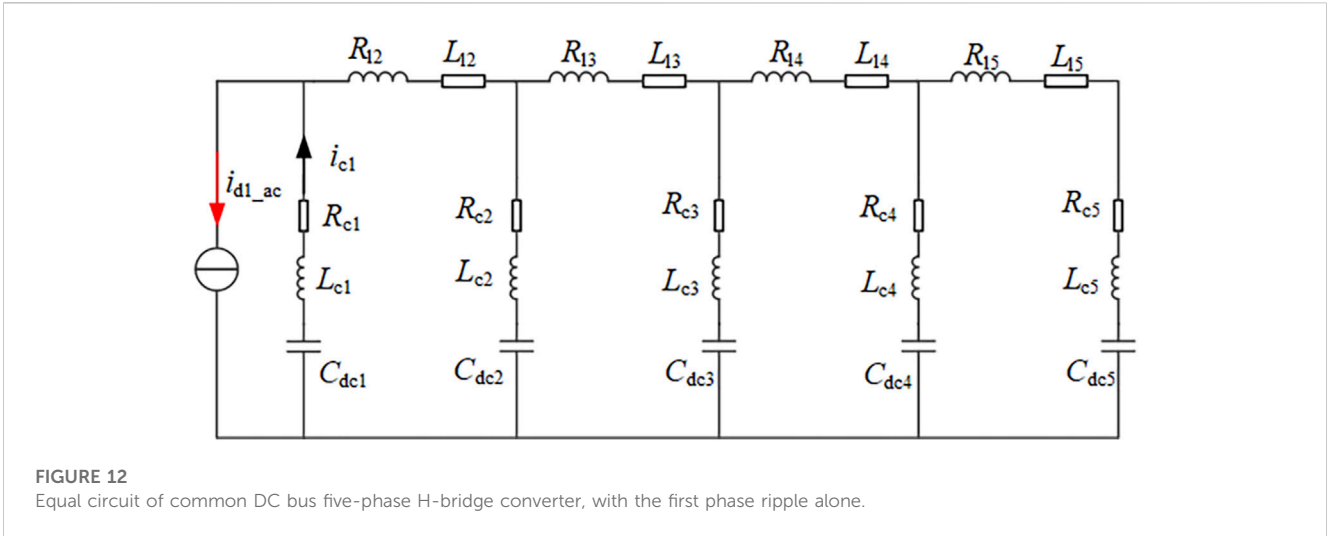 R12 L12 R13 L13 R14 L14 R15 L15
ic1
id1_ac
Rc1 Rc2 Rc3 Rc4 Rc5
Lc1 Lc2 Lc3 Lc4 Lc5
Cdc1 Cdc2 Cdc3 Cdc4 Cdc5
FIGURE 12
Equal circuit of common DC bus five-phase H-bridge converter, with the first phase ripple alone.